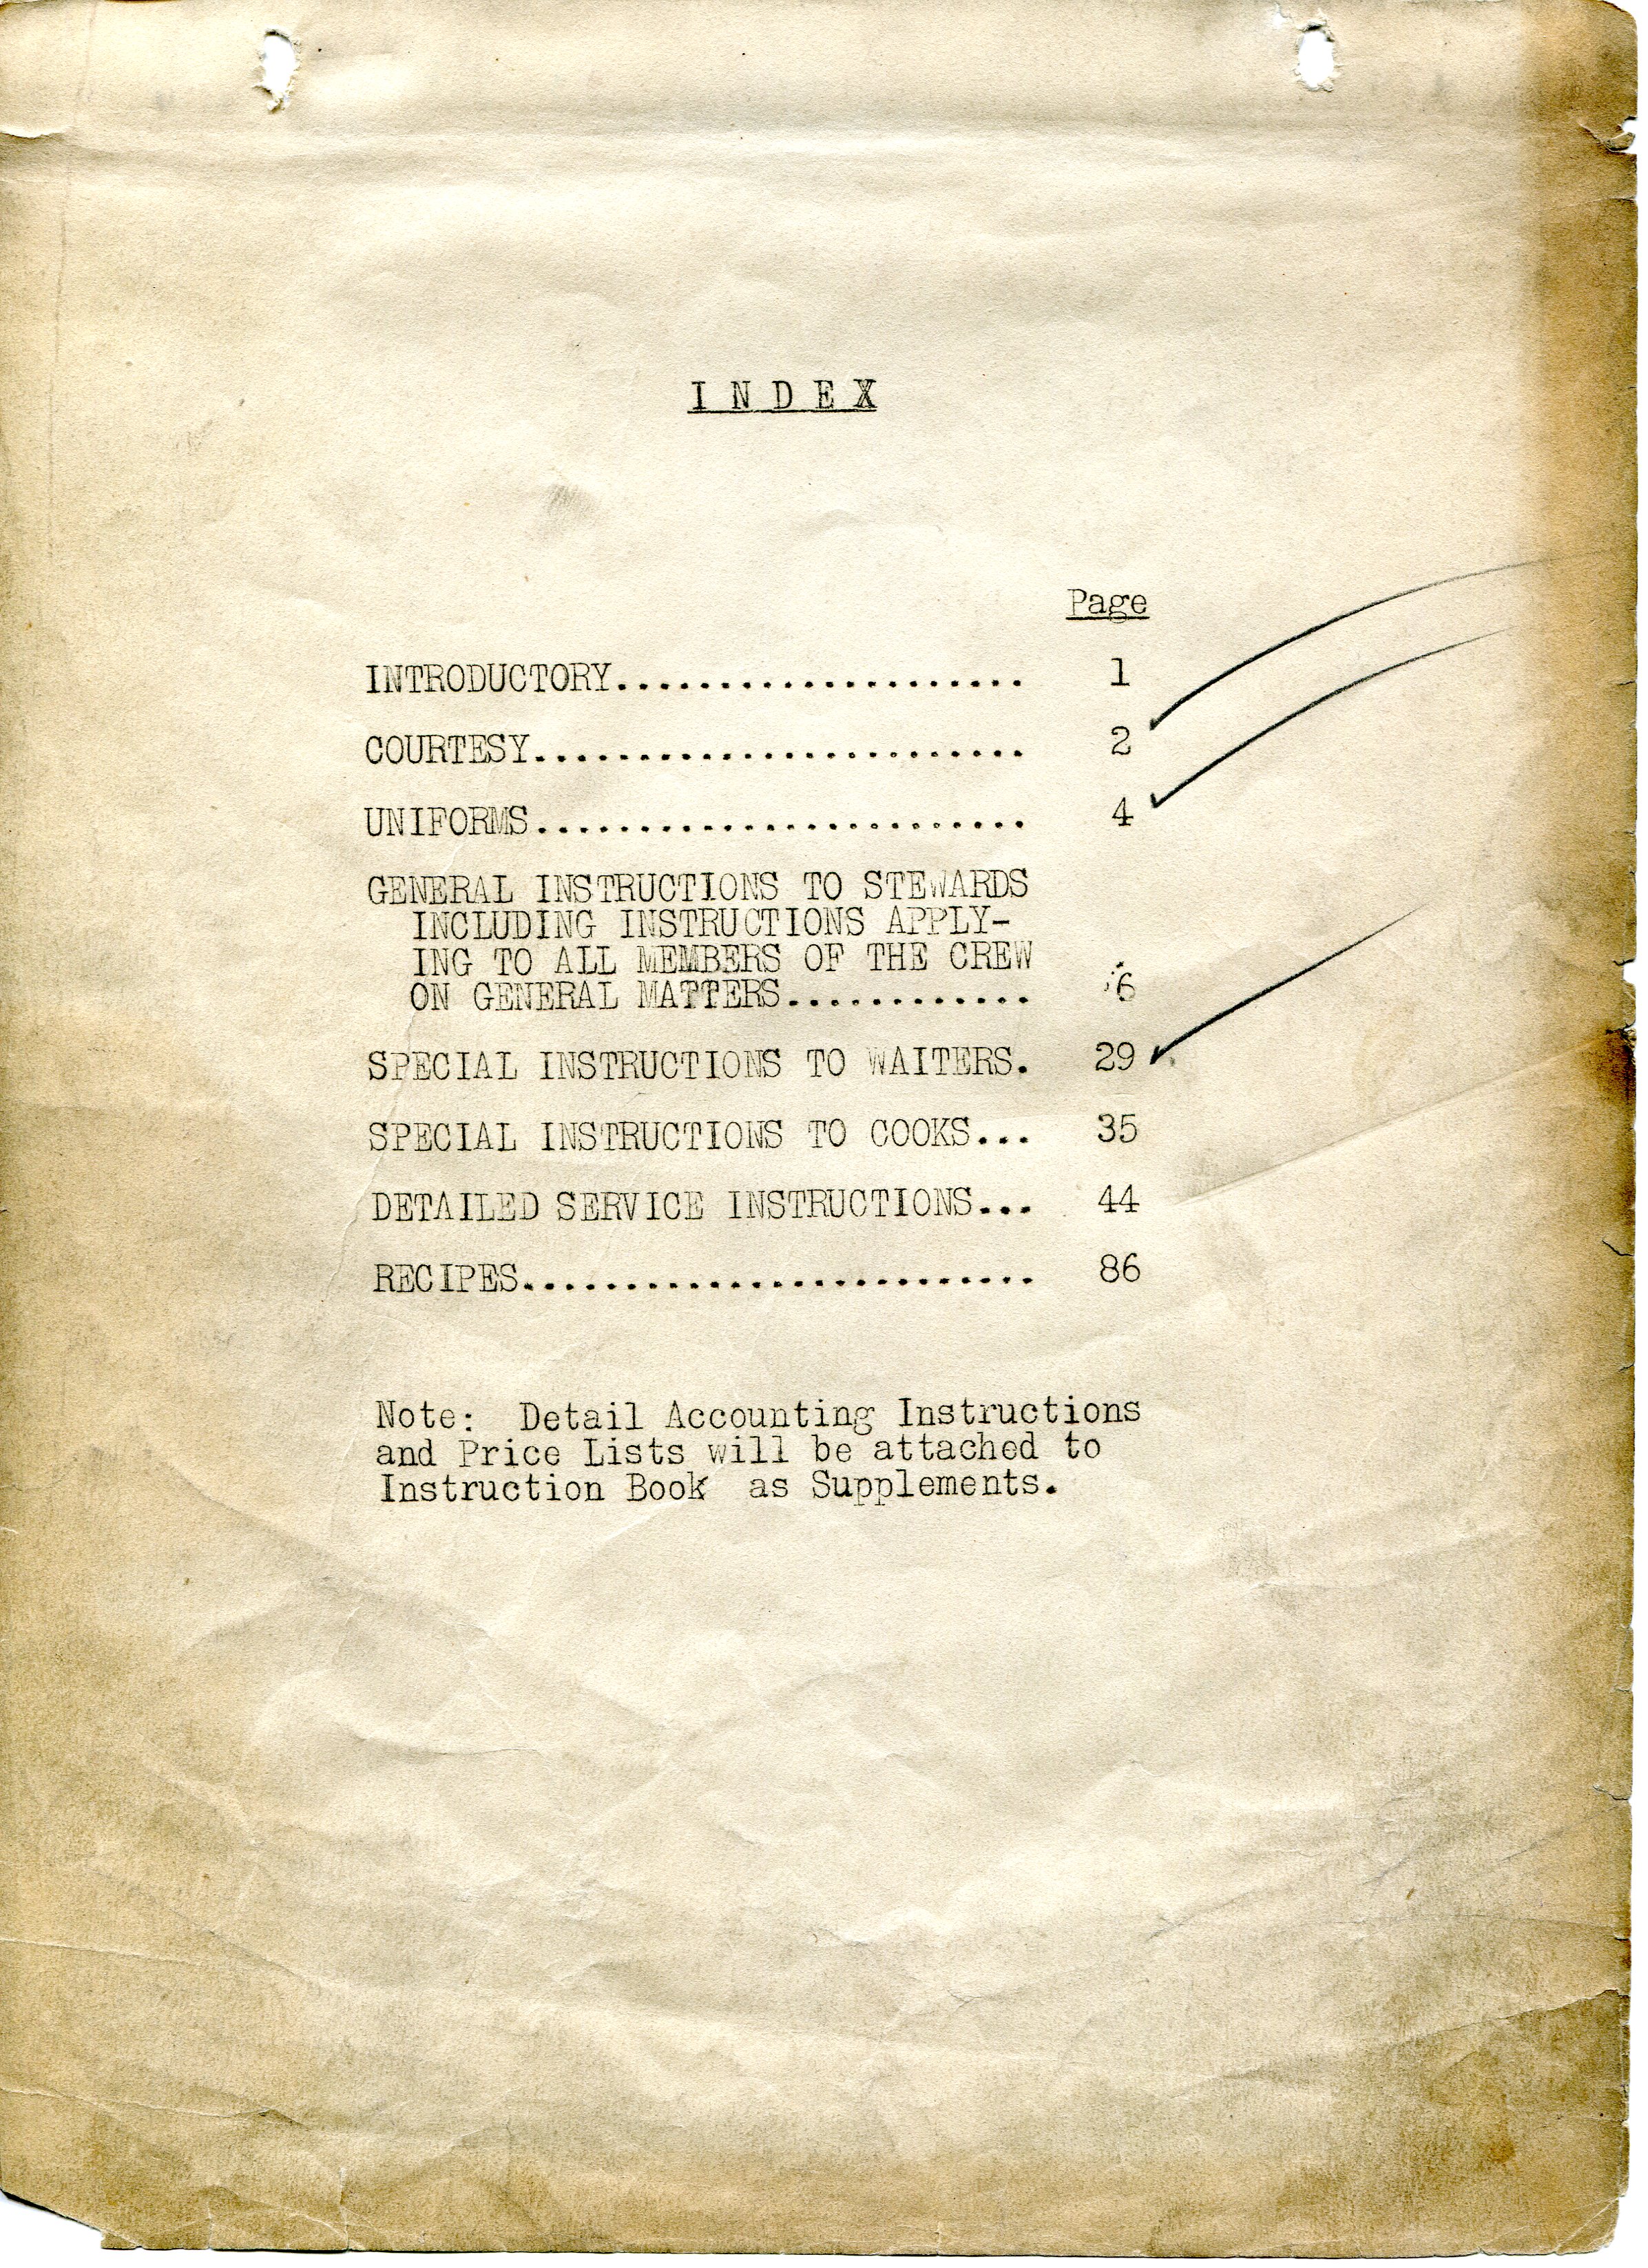 INDEX
Page
INTRODUCTORY.................... 1
COURTESY........................ 2
UNIFORMS........................ 4
GENERAL INSTRUCTIONS TO STEWARDS
INCLUDING INSTRUCTIONS APPLY-
ING TO ALL MEMBERS OF THE CREW
ON GENERAL MATTERS............ 6
SPECIAL INSTRUCTIONS TO WAITERS. 29
SPECIAL INSTRUCTIONS TO COOKS... 35
DETAILED SERVICE INSTRUCTIONS... 44
RECIPES......................... 86
Note: Detail Accounting Instructions
and Price Lists will be attached to
Instruction Book as Supplements.